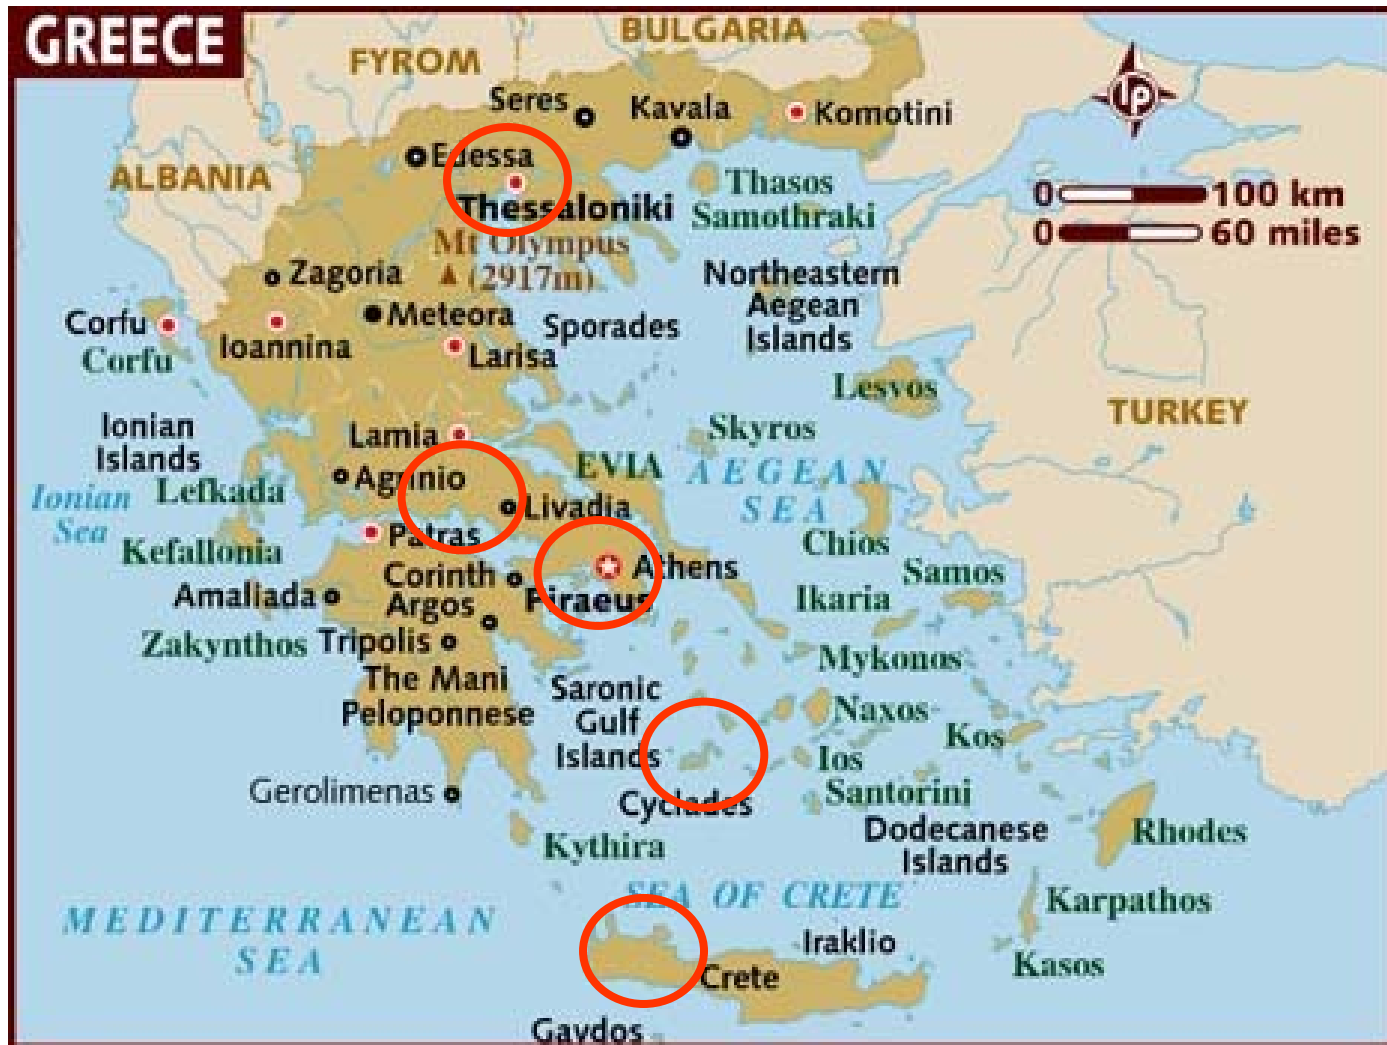 GREECE
BULGARIA
FYROM
Seres
Kavala
Komotini
lp
Edessa
ALBANIA
Thasos
0 100 km
Thessaloniki
Samothraki
0 60 miles
Mt Olympus
(2917m)
Zagoria
Northeastern
Aegean
Islands
Meteora
Sporades
Corfu
Ioannina
Larisa
Corfu
Lesvos
TURKEY
Ionian
Islands
Lamia
Skyros
EVIA
AEGEAN
SEA
Agrinio
Ionian
Sea
Lefkada
Livadia
Patras
Chios
Kefallonia
Athens
Samos
Corinth
Piraeus
Amaliada
Argos
Ikaria
Zakynthos
Tripolis
Mykonos
The Mani
Peloponnese
Saronic
Gulf
Islands
Naxos
Kos
Ios
Gerolimenas
Cyclades
Santorini
Dodecanese
Islands
Rhodes
Kythira
SEA OF CRETE
Karpathos
MEDITERRANEAN
SEA
Iraklio
Kasos
Crete
Gavdos